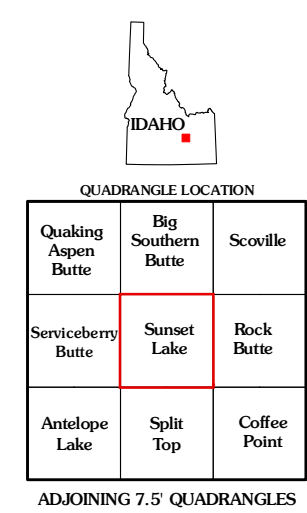 IDAHO
QUADRANGLE LOCATION
Quaking
Aspen
Butte
Big
Southern
Butte
Scoville
Serviceberry
Butte
Sunset
Lake
Rock
Butte
Antelope
Lake
Split
Top
Coffee
Point
ADJOINING 7.5' QUADRANGLES